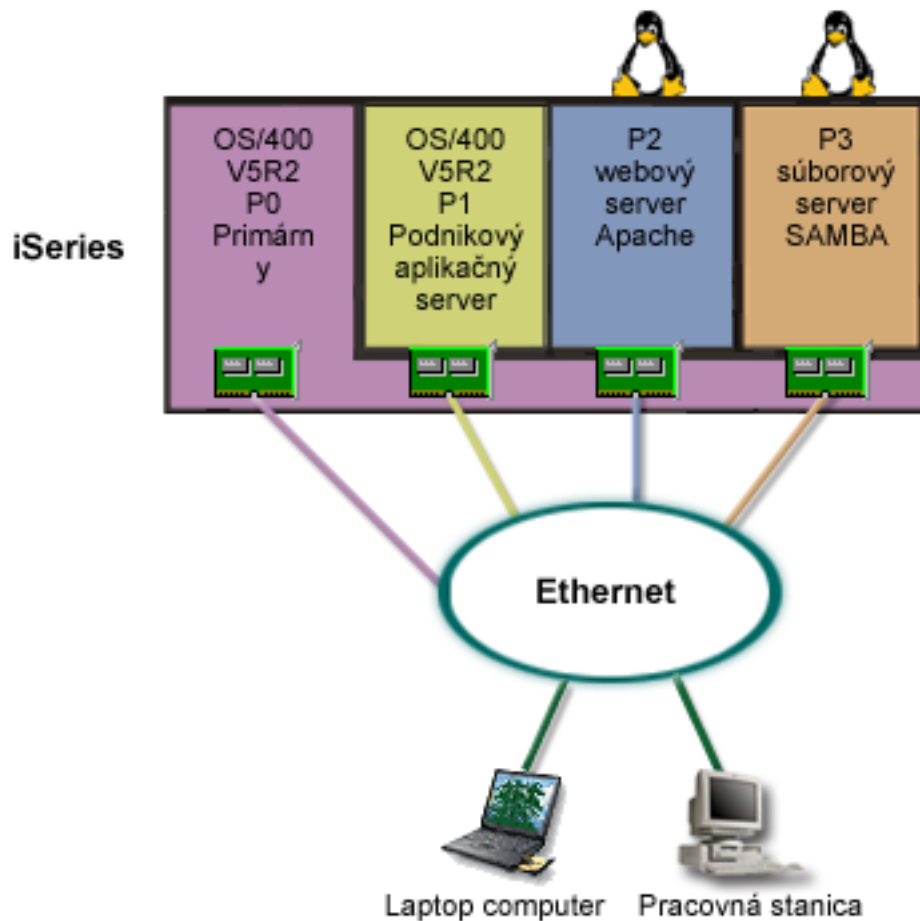 iSeries
OS/400
V5R2
P0
Primárn
y
OS/400
V5R2
P1
Podnikový
aplikačný
server
P2
webový
server
Apache
P3
súborový
server
SAMBA
Ethernet
Laptop computer
Pracovná stanica